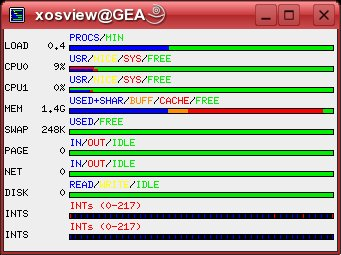 xosview@GEA
PROCS/MIN
LOAD 0.4
USR/NICE/SYS/FREE
CPU0 9%
USR/NICE/SYS/FREE
CPU1 0%
USED+SHAR/BUFF/CACHE/FREE
MEM 1.4G
USED/FREE
SWAP 248K
IN/OUT/IDLE
PAGE 0
IN/OUT/IDLE
NET 0
READ/WRITE/IDLE
DISK 0
INTs (0-217)
INTS
INTs (0-217)
INTS